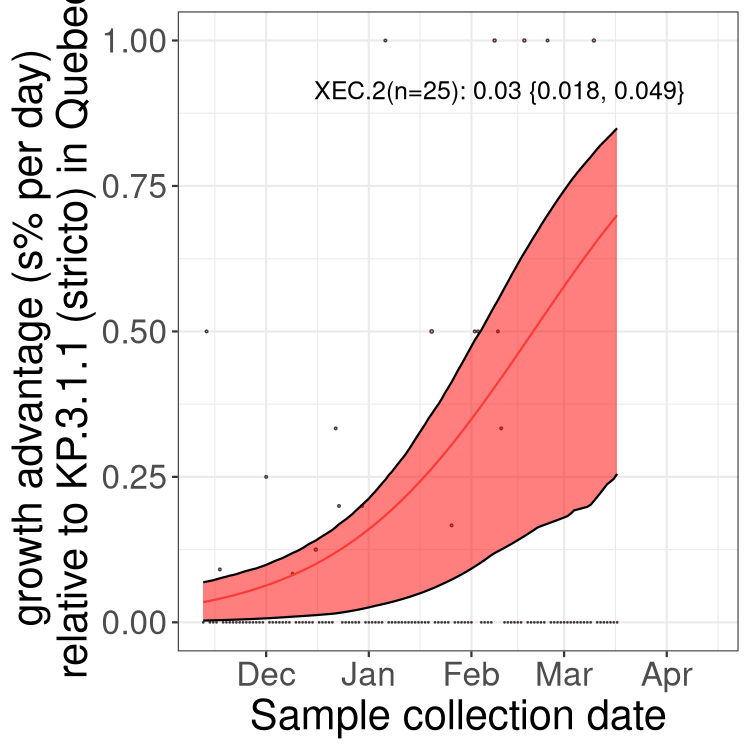 growth advantage (s% per day)
relative to KP.3.1.1 (stricto) in Quebec
1.00
0.75
0.50
0.25
0.00
XEC.2(n=25): 0.03 {0.018, 0.049}
Dec Jan Feb Mar Apr
Sample collection date